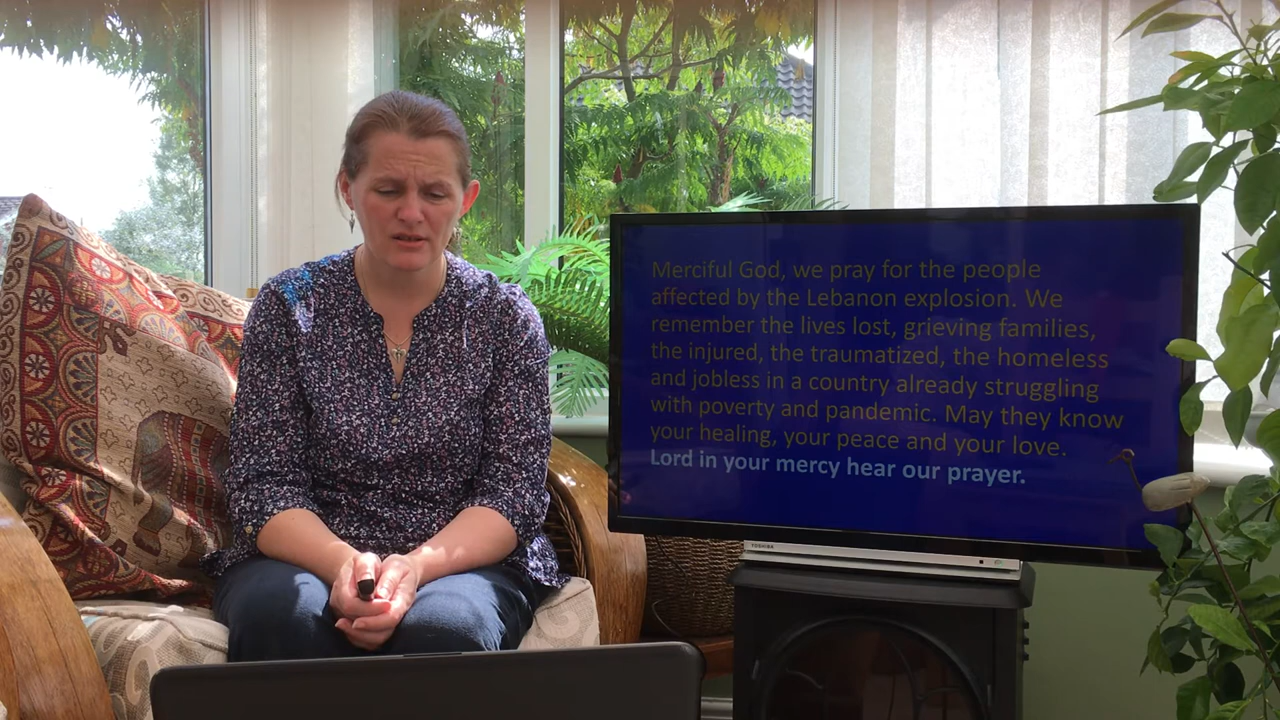 Merciful God, we pray for the people
affected by the Lebanon explosion. We
remember the lives lost, grieving families,
the injured, the traumatized, the homeless
and jobless in a country already struggling
with poverty and pandemic. May they know
your healing, your peace and your love.
Lord in your mercy hear our prayer.
TOSHIBA